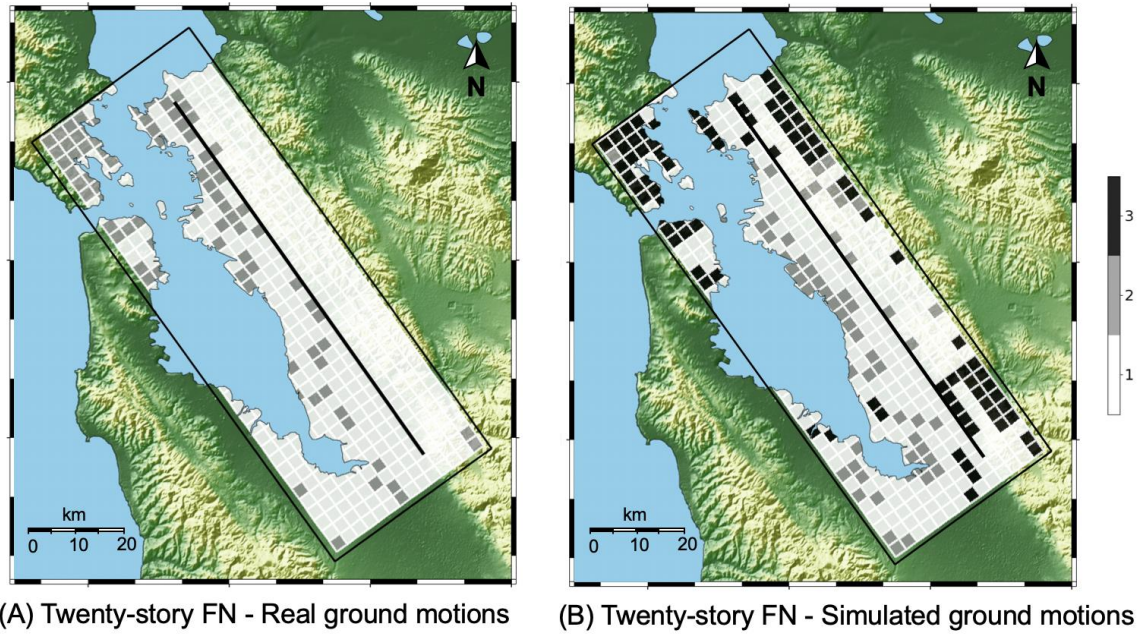 N
km
0 10 20
(A) Twenty-story FN - Real ground motions
N
km
0 10 20
(B) Twenty-story FN - Simulated ground motions
3
2
1